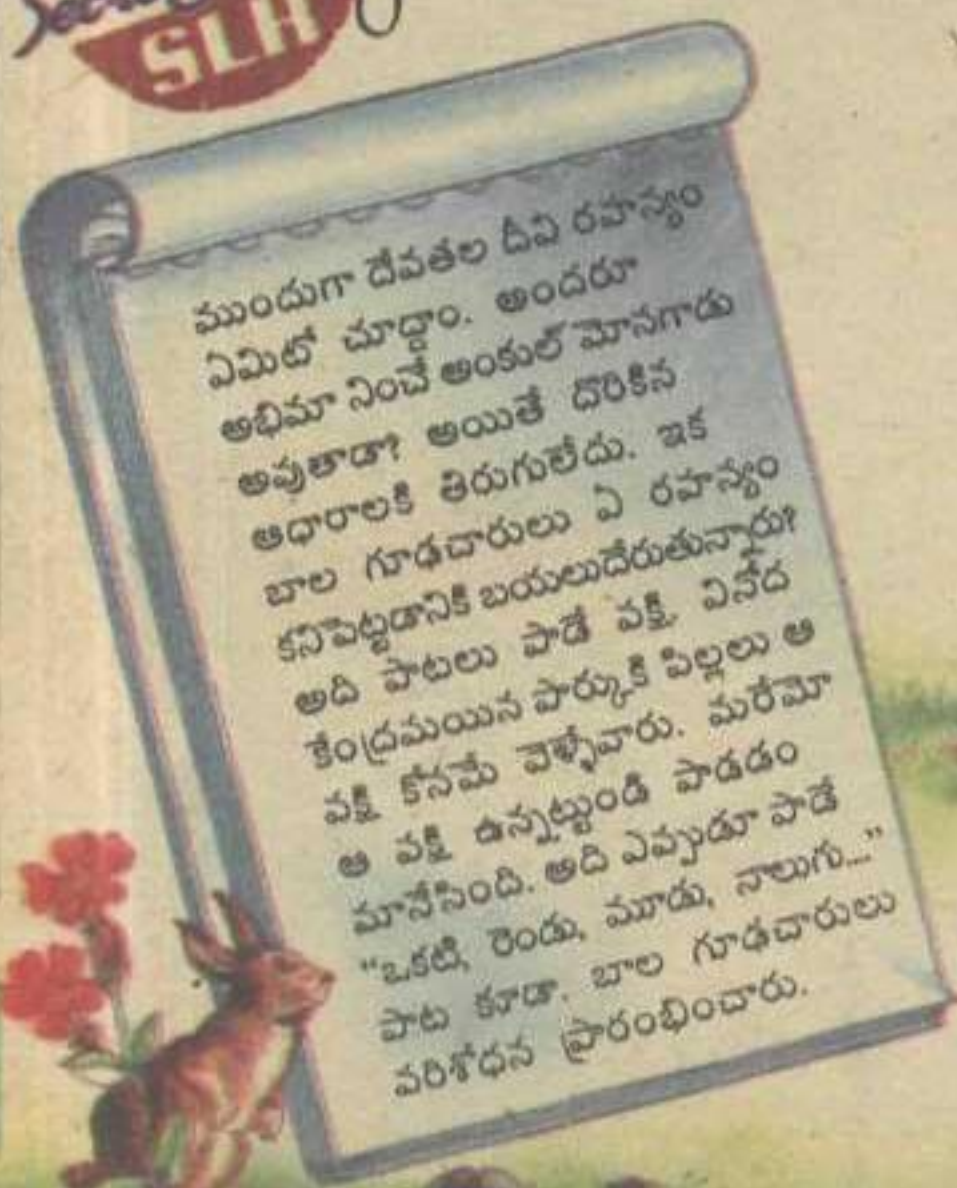 SLH
ముందుగా దేవతల దీవి రహస్యం
ఏమిటో చూద్దాం. అందరూ
అభిమా నించే అంకుల్ మోసగాడు
అవుతాడా? అయితే దొరికిన
ఆధారాలకి తిరుగులేదు. ఇక
బాల గూఢచారులు ఏ రహస్యం
కనిపెట్టడానికి బయలుదేరుతున్నారు?
అది పాటలు పాడే పక్షి. వినోద
కేంద్రమయిన పార్కుకి పిల్లలు ఆ
పక్షి కోసమే వెళ్ళేవారు. మరేమో
ఆ పక్షి ఉన్నట్టుండి పాడడం
మానేసింది. అది ఎప్పుడూ పాడే
"ఒకటి, రెండు, మూడు, నాలుగు..."
పాట కూడా. బాల గూఢచారులు
పరిశోధన ప్రారంభించారు.